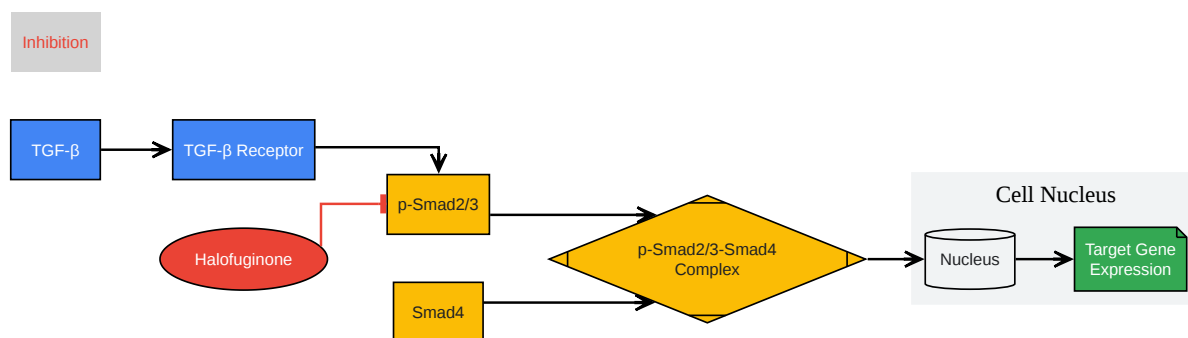 Inhibition
TGF-β
TGF-β Receptor
p-Smad2/3
Halofuginone
Smad4
p-Smad2/3-Smad4
Complex
Cell Nucleus
Nucleus
Target Gene
Expression